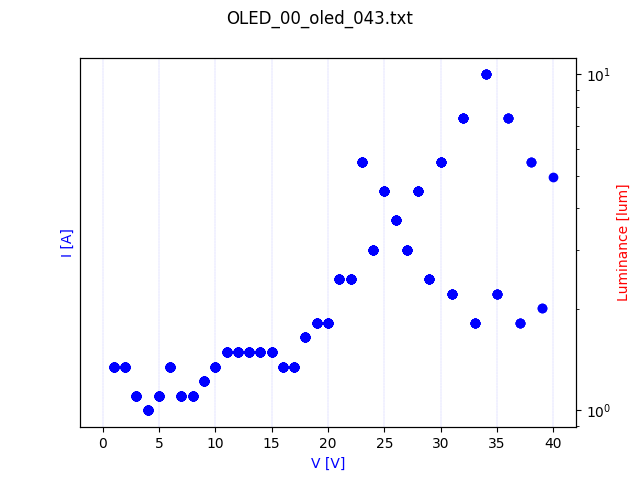 OLED_00_oled_043.txt
I [A]
10¹
10⁰
Luminance [lum]
0 5 10 15 20 25 30 35 40
V [V]